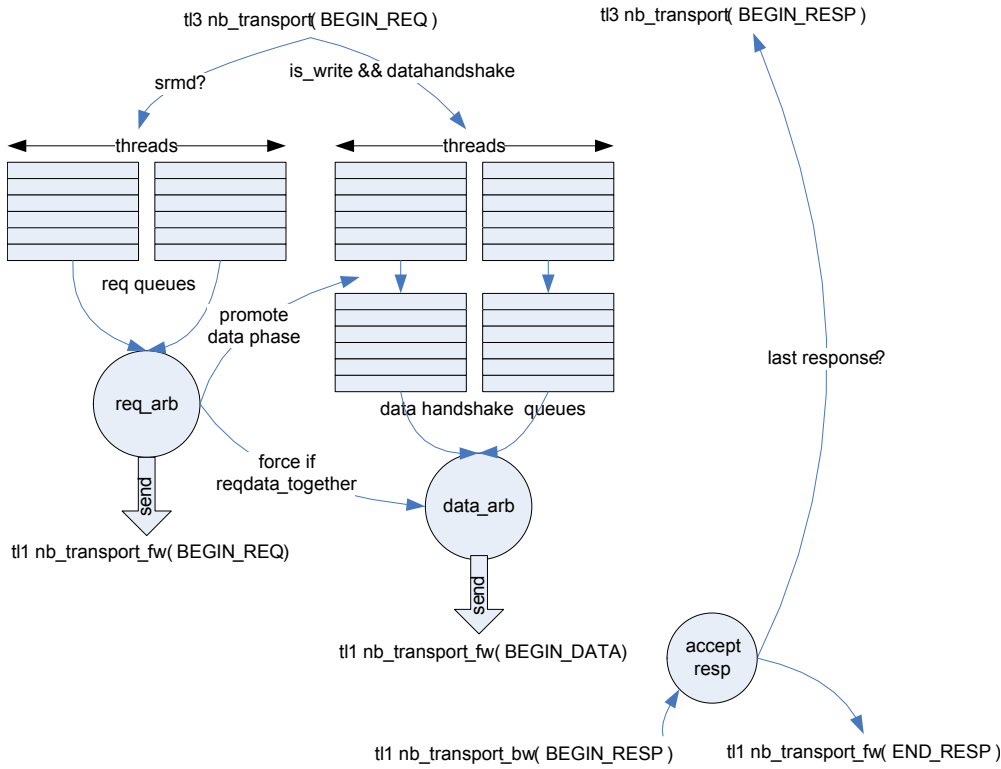 tl3 nb_transport( BEGIN_REQ )
tl3 nb_transport( BEGIN_RESP )
srmd?
is_write && datahandshake
threads
threads
req queues
promote
data phase
last response?
req_arb
data handshake queues
force if
reqdata_together
send
data_arb
tl1 nb_transport_fw( BEGIN_REQ)
send
tl1 nb_transport_fw( BEGIN_DATA)
accept
resp
tl1 nb_transport_bw( BEGIN_RESP )
tl1 nb_transport_fw( END_RESP )